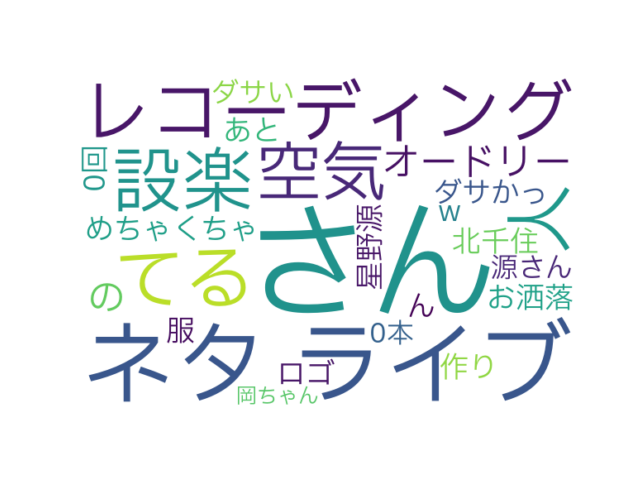 ダサい
レコーディング
あと
回0
設楽
空気
オードリー
ダサかっ
w
人
めちゃくちゃ
さん
星野源
北千住
てる
源さん
の
お洒落
ん
服
ネタ
ライブ
0本
ロゴ
作り
岡ちゃん